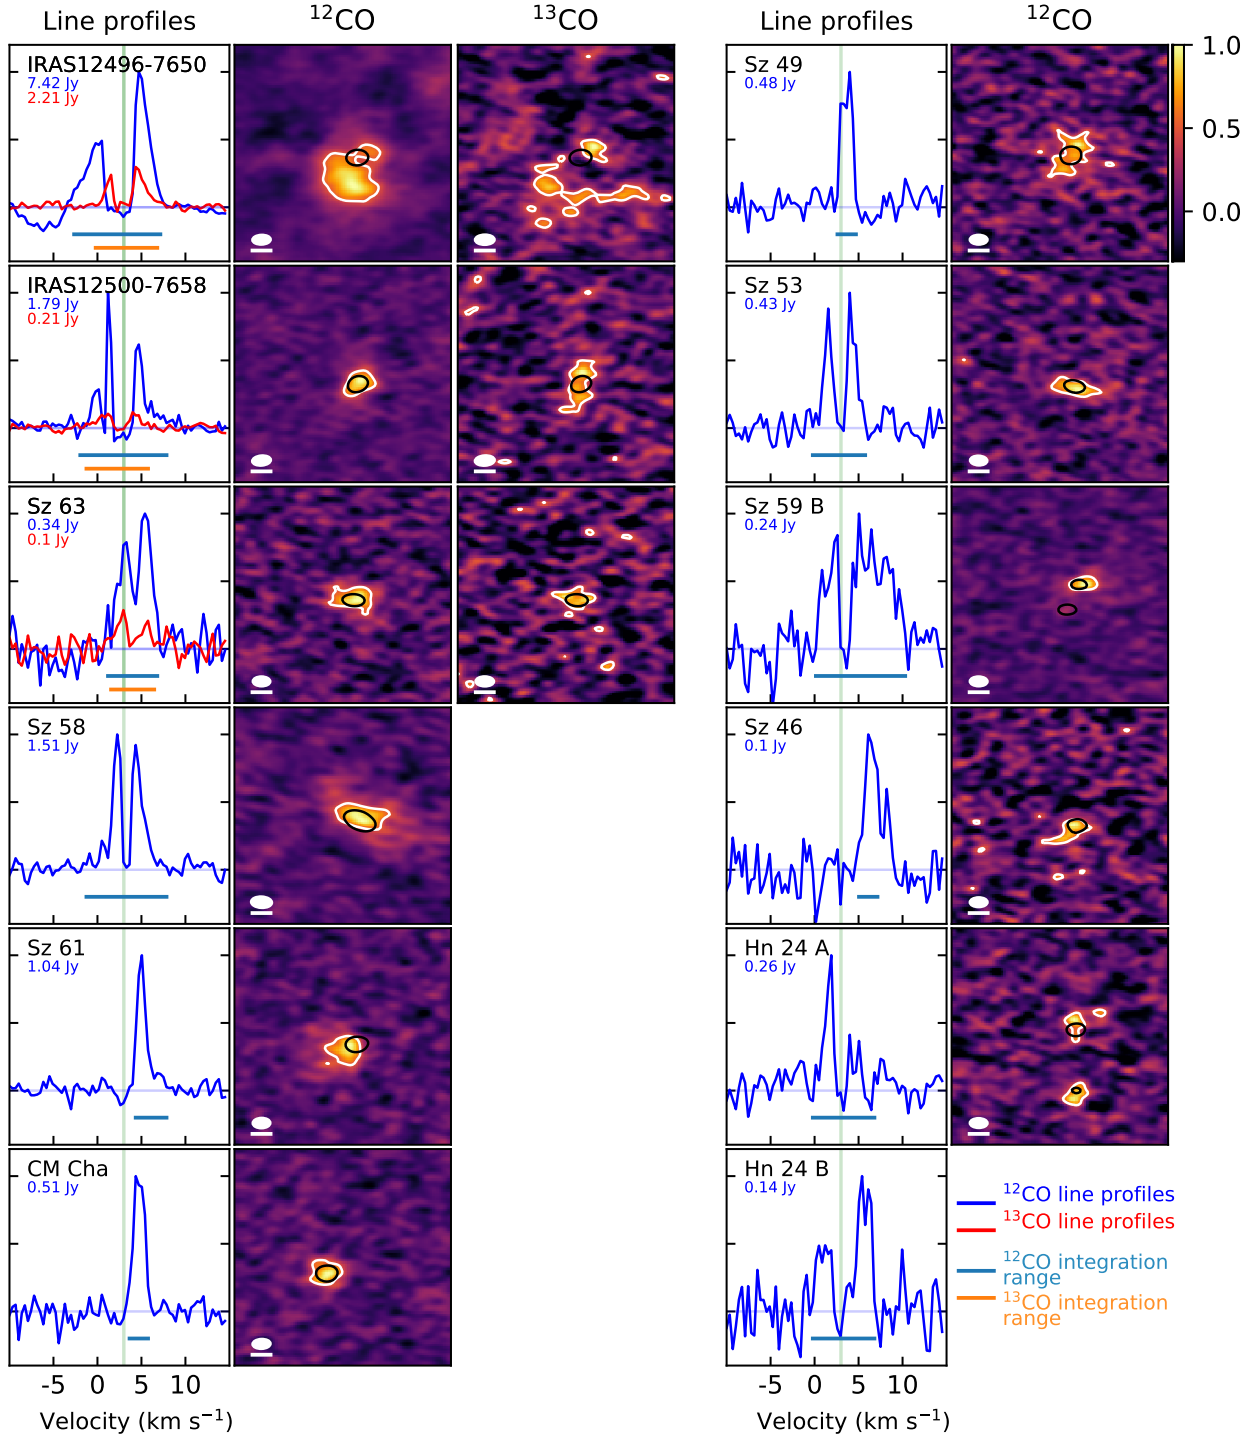 Line profiles
¹²CO
¹³CO
Line profiles
¹²CO
IRAS12496-7650
7.42 Jy
2.21 Jy
Sz 49
0.48 Jy
1.0
0.5
0.0
IRAS12500-7658
1.79 Jy
0.21 Jy
Sz 53
0.43 Jy
Sz 63
0.34 Jy
0.1 Jy
Sz 59 B
0.24 Jy
Sz 58
1.51 Jy
Sz 46
0.1 Jy
Sz 61
1.04 Jy
Hn 24 A
0.26 Jy
CM Cha
0.51 Jy
Hn 24 B
0.14 Jy
¹²CO line profiles
¹³CO line profiles
¹²CO integration
range
¹³CO integration
range
-5 0 5 10
Velocity (km s⁻¹)
-5 0 5 10
Velocity (km s⁻¹)